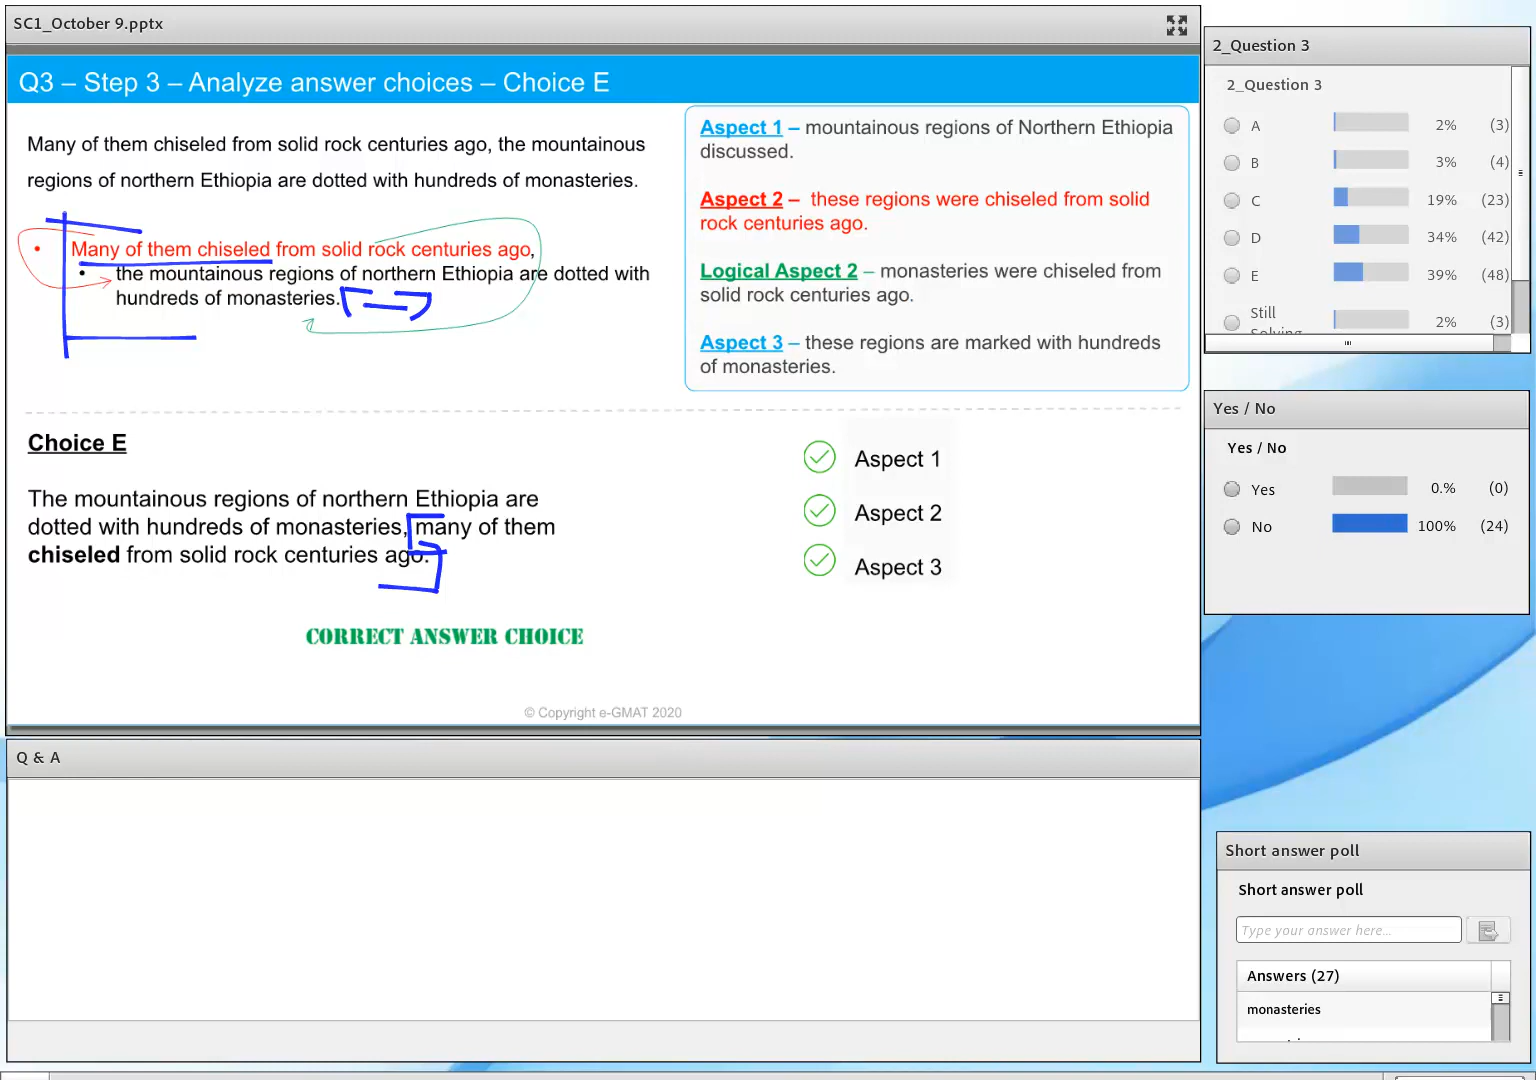 SC1_October 9.pptx
Q3 – Step 3 – Analyze answer choices – Choice E
Many of them chiseled from solid rock centuries ago, the mountainous
regions of northern Ethiopia are dotted with hundreds of monasteries.
• Many of them chiseled from solid rock centuries ago,
• the mountainous regions of northern Ethiopia are dotted with
hundreds of monasteries.
Aspect 1 – mountainous regions of Northern Ethiopia
discussed.
Aspect 2 – these regions were chiseled from solid
rock centuries ago.
Logical Aspect 2 – monasteries were chiseled from
solid rock centuries ago.
Aspect 3 – these regions are marked with hundreds
of monasteries.
Choice E
The mountainous regions of northern Ethiopia are
dotted with hundreds of monasteries, many of them
chiseled from solid rock centuries ago.
Aspect 1
Aspect 2
Aspect 3
CORRECT ANSWER CHOICE
© Copyright e-GMAT 2020
Q & A
2_Question 3
2_Question 3
A 2% (3)
B 3% (4)
C 19% (23)
D 34% (42)
E 39% (48)
Still
Solving 2% (3)
Yes / No
Yes / No
Yes 0.% (0)
No 100% (24)
Short answer poll
Short answer poll
Type your answer here...
Answers (27)
monasteries